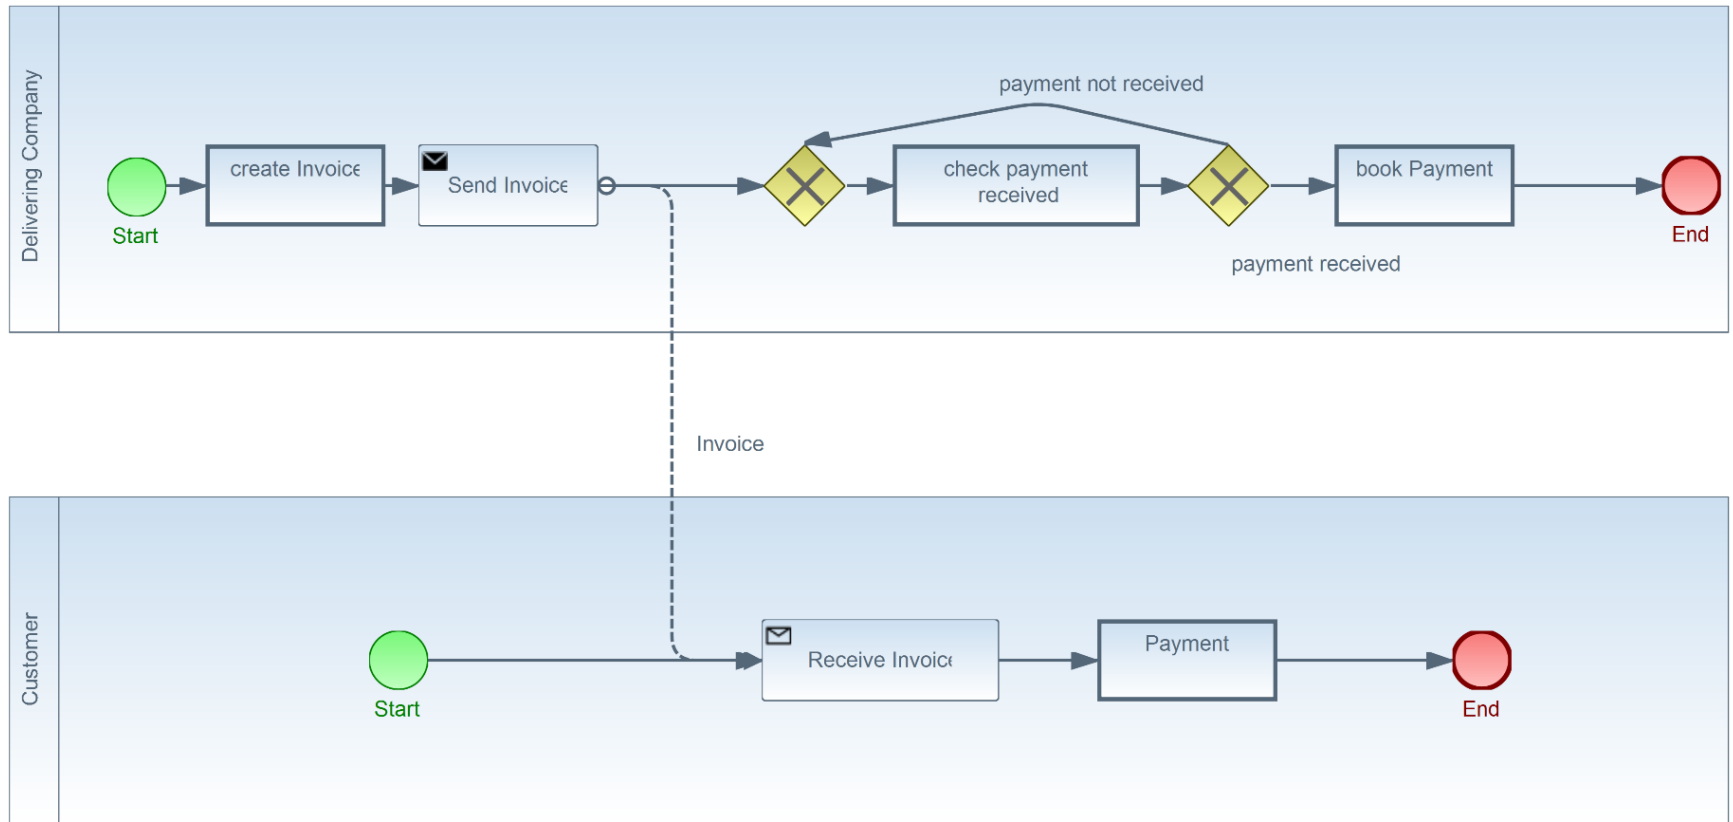 Delivering Company
payment not received
create Invoice
Send Invoice
check payment
received
book Payment
Start
End
payment received
Invoice
Customer
Receive Invoice
Payment
Start
End